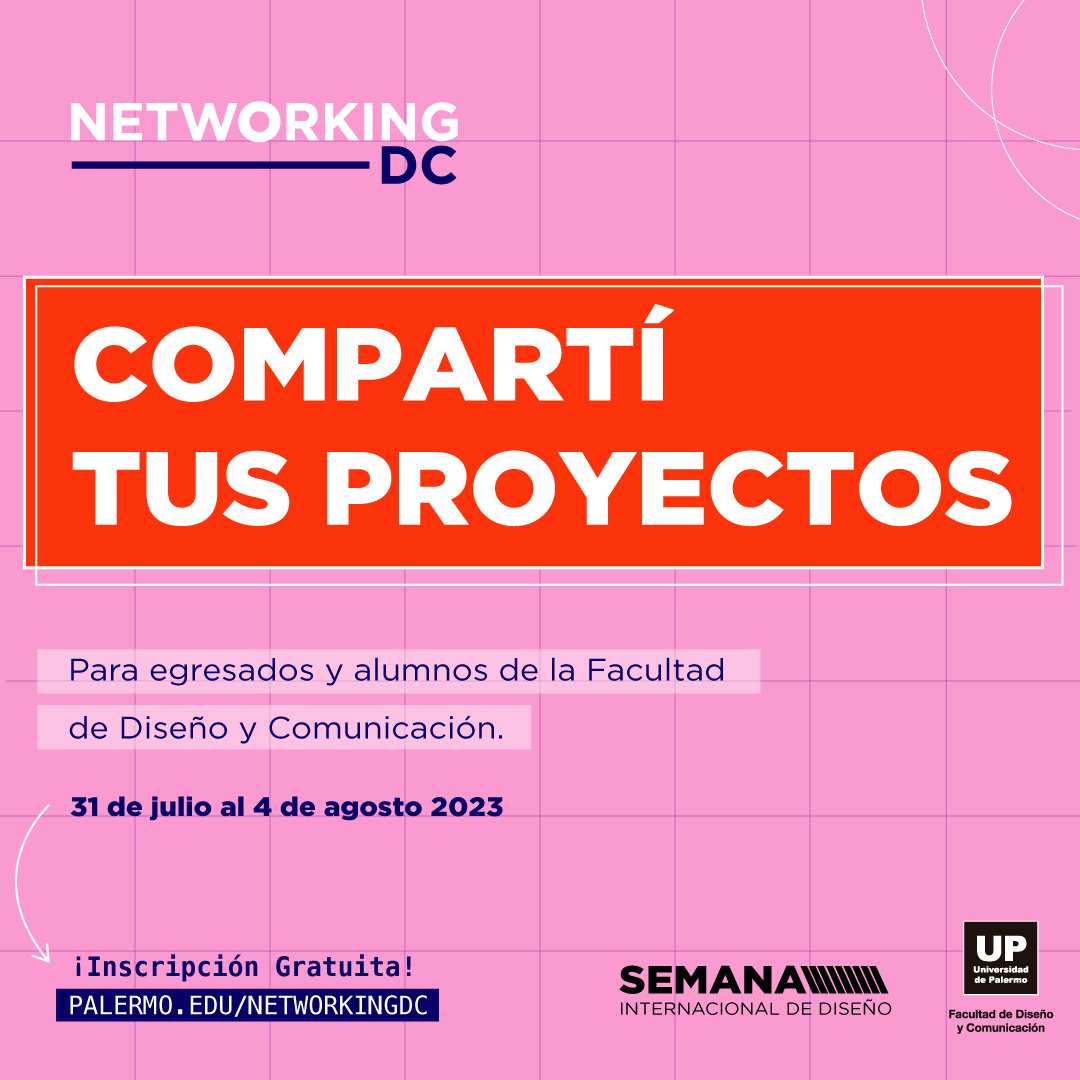 NETWORKING
DC
COMPARTÍ
TUS PROYECTOS
Para egresados y alumnos de la Facultad
de Diseño y Comunicación.
31 de julio al 4 de agosto 2023
¡Inscripción Gratuita!
PALERMO.EDU/NETWORKINGDC
SEMANA
INTERNACIONAL DE DISEÑO
UP
Universidad
de Palermo
Facultad de Diseño
y Comunicación